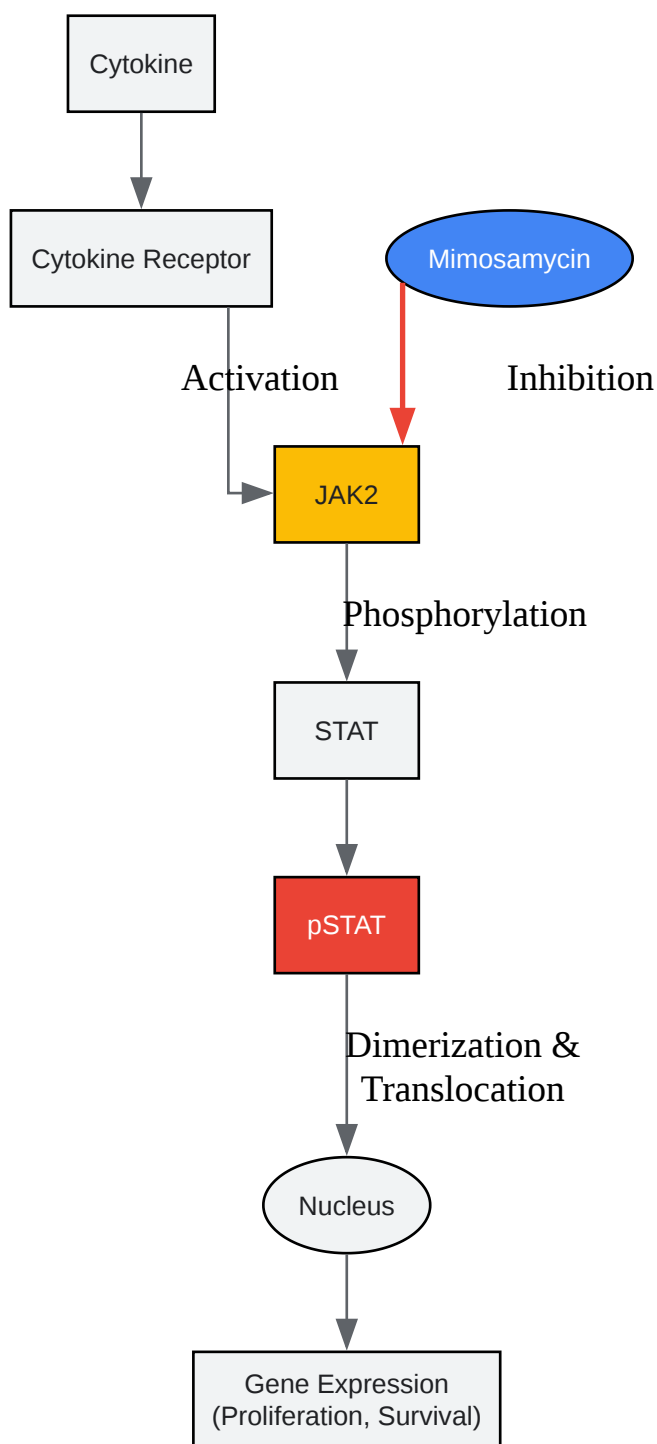 Cytokine
Cytokine Receptor
Mimosamycin
Activation
Inhibition
JAK2
Phosphorylation
STAT
pSTAT
Dimerization &
Translocation
Nucleus
Gene Expression
(Proliferation, Survival)